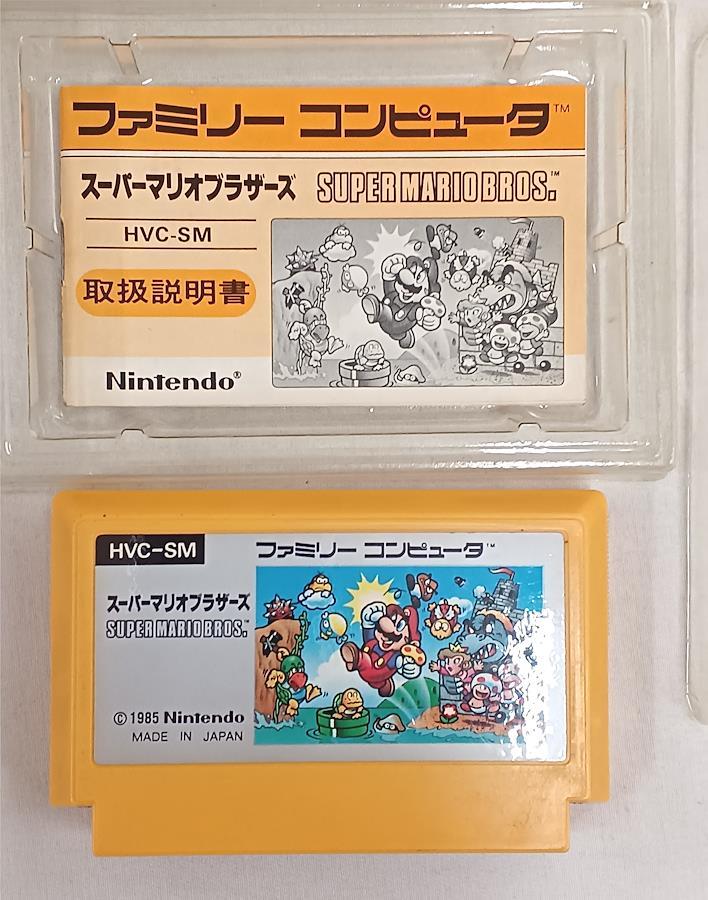 ファミリー コンピュータ™
スーパーマリオブラザーズ SUPER MARIO BROS.™
HVC-SM
取扱説明書
Nintendo®
HVC-SM ファミリー コンピュータ™
スーパーマリオブラザーズ
SUPER MARIO BROS.™
© 1985 Nintendo
MADE IN JAPAN